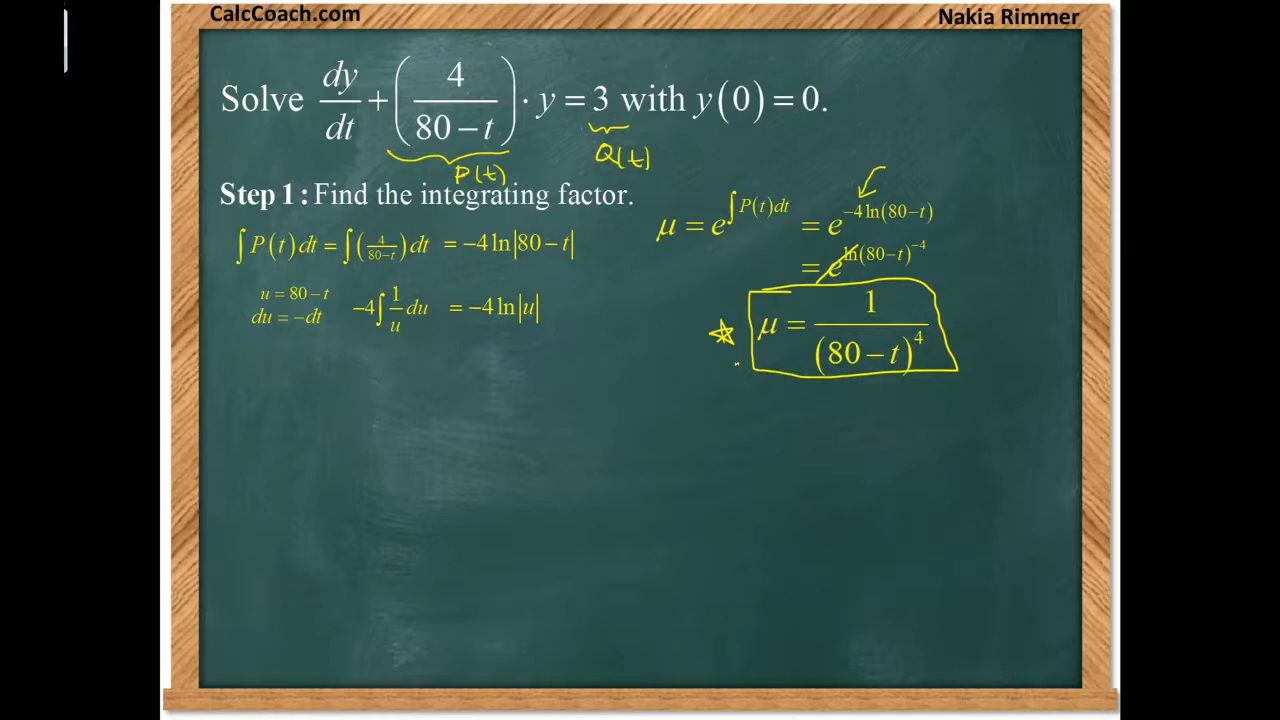 CalcCoach.com
Nakia Rimmer
Solve dy/dt + (4/(80 − t)) · y = 3 with y(0) = 0.
P(t)
Q(t)
Step 1: Find the integrating factor.
∫P(t)dt = ∫(4/(80−t))dt = −4ln|80 − t|
u = 80 − t
du = −dt
−4∫(1/u)du = −4ln|u|
μ = e^(∫P(t)dt) = e^(−4ln(80−t))
= e^(ln(80−t)^(−4))
μ = 1/(80 − t)^4